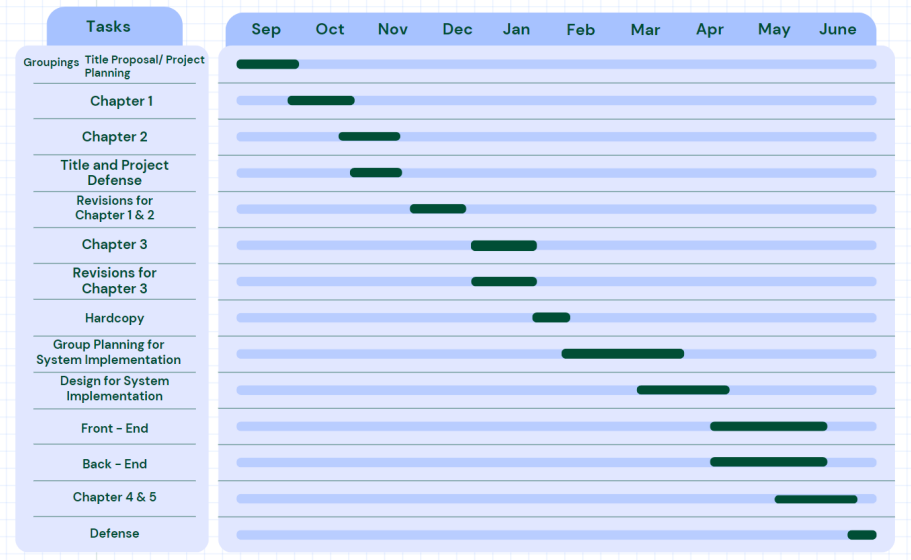 Tasks
Sep Oct Nov Dec Jan Feb Mar Apr May June
Groupings Title Proposal/ Project
Planning
Chapter 1
Chapter 2
Title and Project
Defense
Revisions for
Chapter 1 & 2
Chapter 3
Revisions for
Chapter 3
Hardcopy
Group Planning for
System Implementation
Design for System
Implementation
Front - End
Back - End
Chapter 4 & 5
Defense